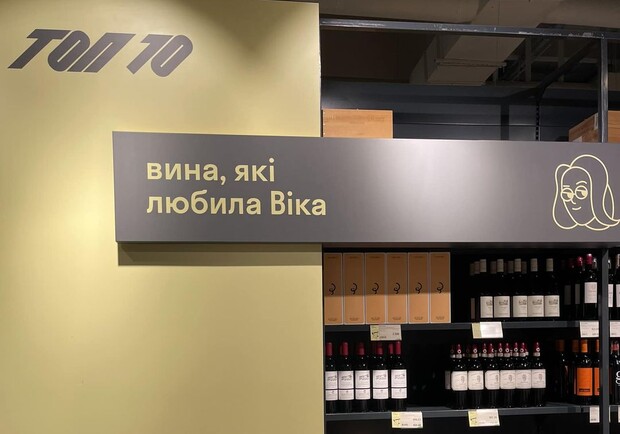 ТОП 10
вина, які
любила Віка